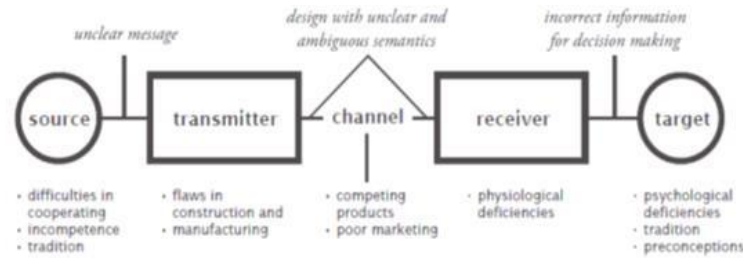 unclear message
design with unclear and
ambiguous semantics
incorrect information
for decision making
source
transmitter
channel
receiver
target
· difficulties in
cooperating
· incompetence
· tradition
· flaws in
construction and
· manufacturing
· competing
products
· poor marketing
· physiological
deficiencies
· psychological
deficiencies
· tradition
· preconceptions